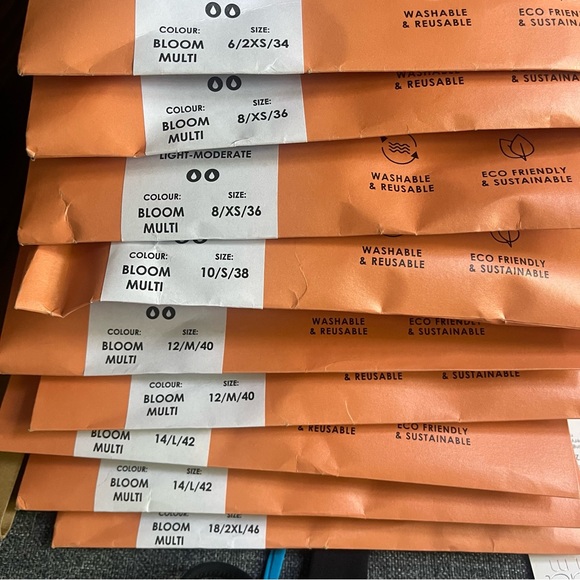 COLOUR: SIZE: WASHABLE & REUSABLE ECO FRIENDLY & SUSTAINABLE
BLOOM MULTI 6/2XS/34
COLOUR: SIZE: & REUSABLE & SUSTAINABLE
BLOOM MULTI 8/XS/36
LIGHT-MODERATE
COLOUR: SIZE: WASHABLE & REUSABLE ECO FRIENDLY & SUSTAINABLE
BLOOM MULTI 8/XS/36
COLOUR: SIZE: WASHABLE & REUSABLE ECO FRIENDLY & SUSTAINABLE
BLOOM MULTI 10/S/38
COLOUR: SIZE: WASHABLE & REUSABLE ECO FRIENDLY & SUSTAINABLE
BLOOM MULTI 12/M/40
COLOUR: SIZE: & REUSABLE & SUSTAINABLE
BLOOM MULTI 12/M/40
BLOOM MULTI 14/L/42 & REUSABLE ECO FRIENDLY & SUSTAINABLE
COLOUR: SIZE:
BLOOM MULTI 14/L/42
COLOUR: SIZE:
BLOOM MULTI 18/2XL/46